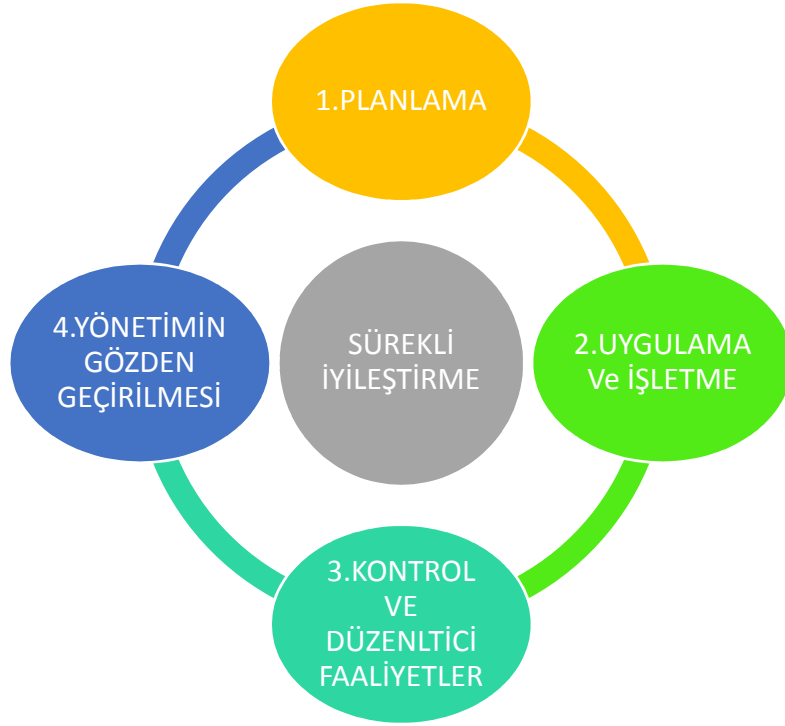 1.PLANLAMA
2.UYGULAMA
Ve İŞLETME
3.KONTROL
VE
DÜZENLTİCİ
FAALİYETLER
4.YÖNETİMİN
GÖZDEN
GEÇİRİLMESİ
SÜREKLİ
İYİLEŞTİRME